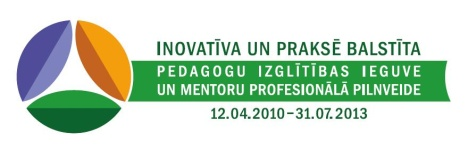 INOVATĪVA UN PRAKSĒ BALSTĪTA
PEDAGOGU IZGLĪTĪBAS IEGUVE
UN MENTORU PROFESIONĀLĀ PILNVEIDE
12.04.2010–31.07.2013